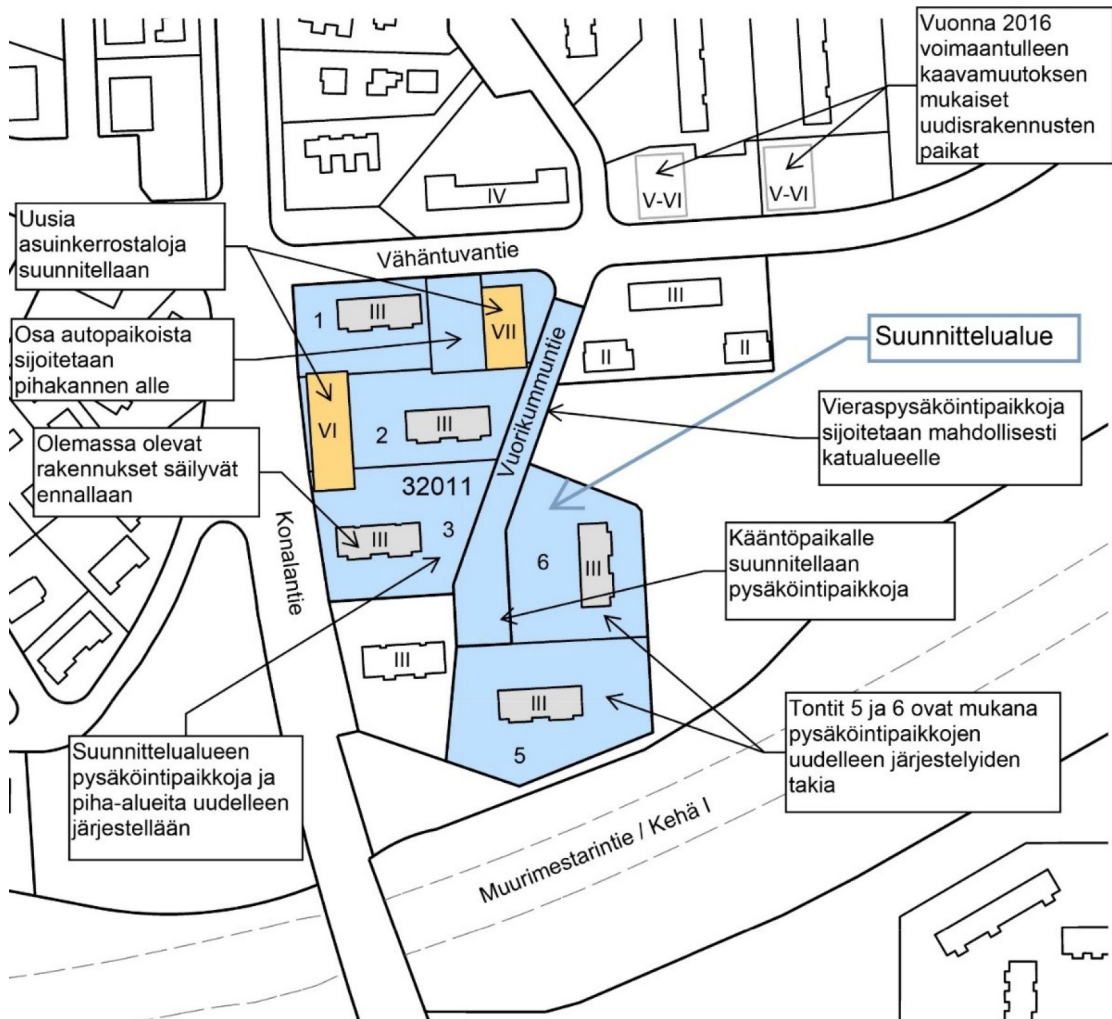 Vuonna 2016
voimaantulleen
kaavamuutoksen
mukaiset
uudisrakennusten
paikat
V-VI
V-VI
IV
Uusia
asuinkerrostaloja
suunnitellaan
Vähäntuvantie
III
1
III
VII
Suunnittelualue
Osa autopaikoista
sijoitetaan
pihakannen alle
II
II
Vuorikummuntie
VI
2
III
Vieraspysäköintipaikkoja
sijoitetaan mahdollisesti
katualueelle
Olemassa olevat
rakennukset säilyvät
ennallaan
32011
Konalantie
III
3
6
III
Kääntöpaikalle
suunnitellaan
pysäköintipaikkoja
III
III
5
Tontit 5 ja 6 ovat mukana
pysäköintipaikkojen
uudelleen järjestelyiden
takia
Suunnittelualueen
pysäköintipaikkoja ja
piha-alueita uudelleen
järjestellään
Muurimestarintie / Kehä I